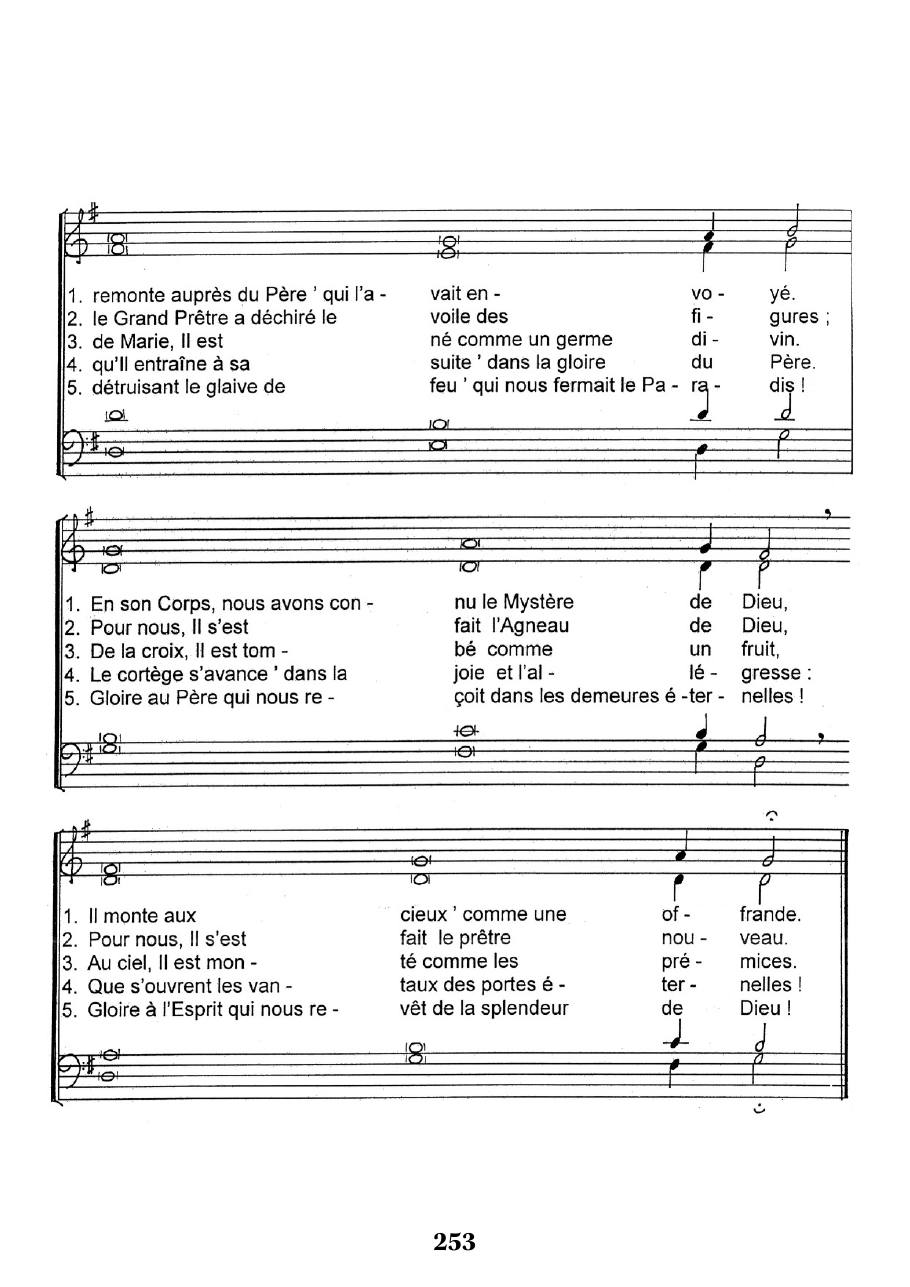 1. remonte auprès du Père ’ qui l’a - vait en - vo - yé.
2. le Grand Prêtre a déchiré le voile des fi - gures ;
3. de Marie, Il est né comme un germe di - vin.
4. qu’Il entraîne à sa suite ’ dans la gloire du Père.
5. détruisant le glaive de feu ’ qui nous fermait le Pa - ra - dis !
1. En son Corps, nous avons con - nu le Mystère de Dieu,
2. Pour nous, Il s’est fait l’Agneau de Dieu,
3. De la croix, Il est tom - bé comme un fruit,
4. Le cortège s’avance ’ dans la joie et l’al - lé - gresse :
5. Gloire au Père qui nous re - çoit dans les demeures é -ter - nelles !
1. Il monte aux cieux ’ comme une of - frande.
2. Pour nous, Il s’est fait le prêtre nou - veau.
3. Au ciel, Il est mon - té comme les pré - mices.
4. Que s’ouvrent les van - taux des portes é - ter - nelles !
5. Gloire à l’Esprit qui nous re - vêt de la splendeur de Dieu !
253